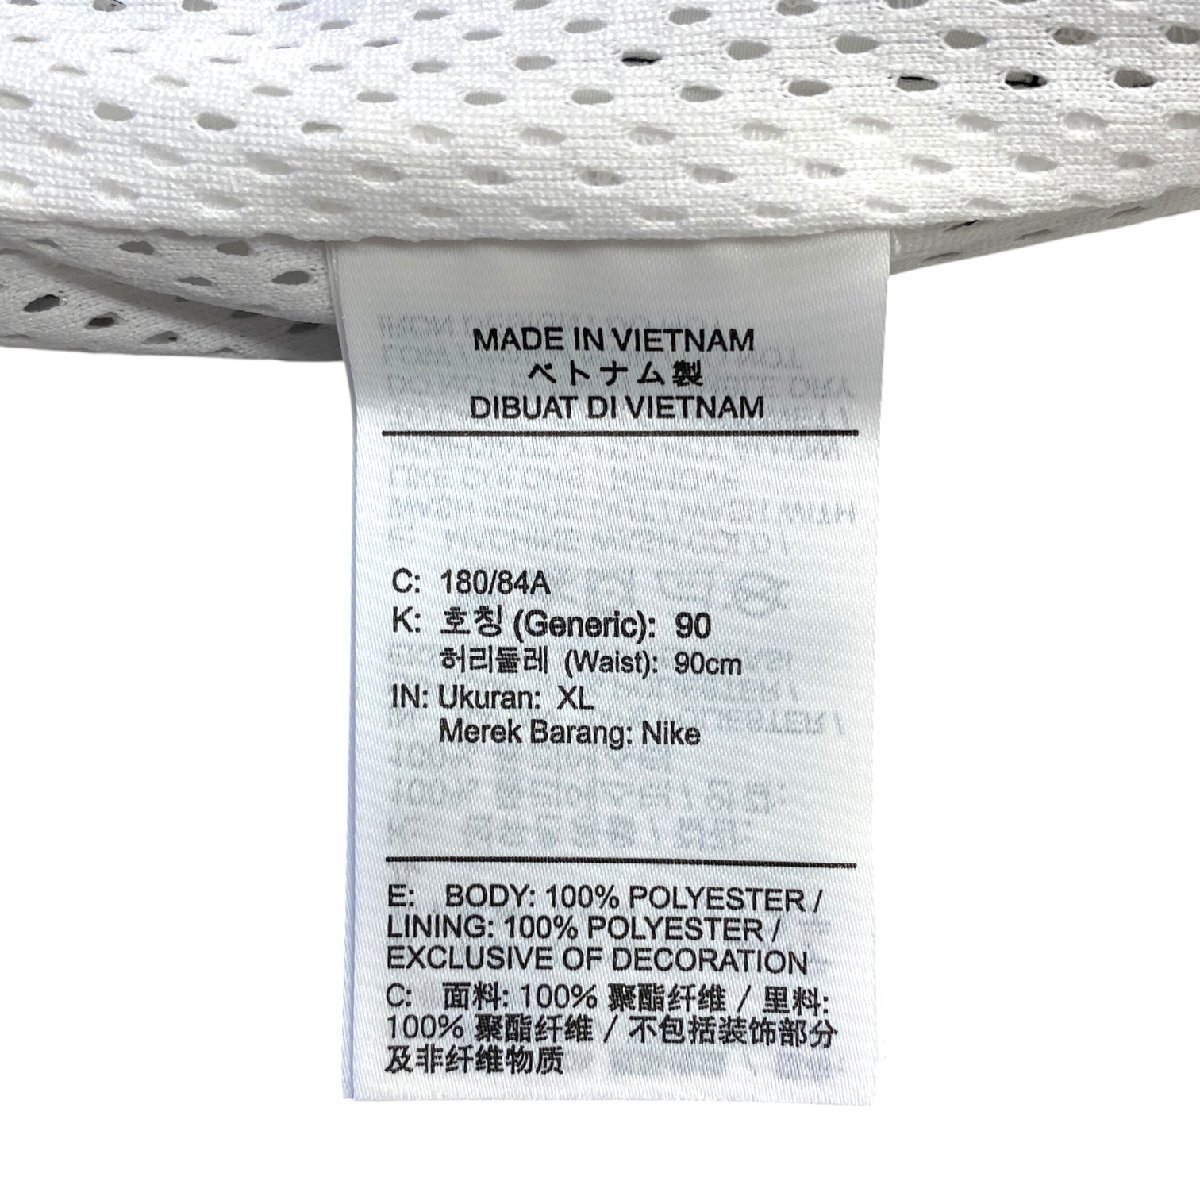 MADE IN VIETNAM
ベトナム製
DIBUAT DI VIETNAM
C: 180/84A
K: 호칭 (Generic): 90
허리둘레 (Waist): 90cm
IN: Ukuran: XL
Merek Barang: Nike
E: BODY: 100% POLYESTER /
LINING: 100% POLYESTER /
EXCLUSIVE OF DECORATION
C: 面料: 100% 聚酯纤维 / 里料:
100% 聚酯纤维 / 不包括装饰部分
及非纤维物质